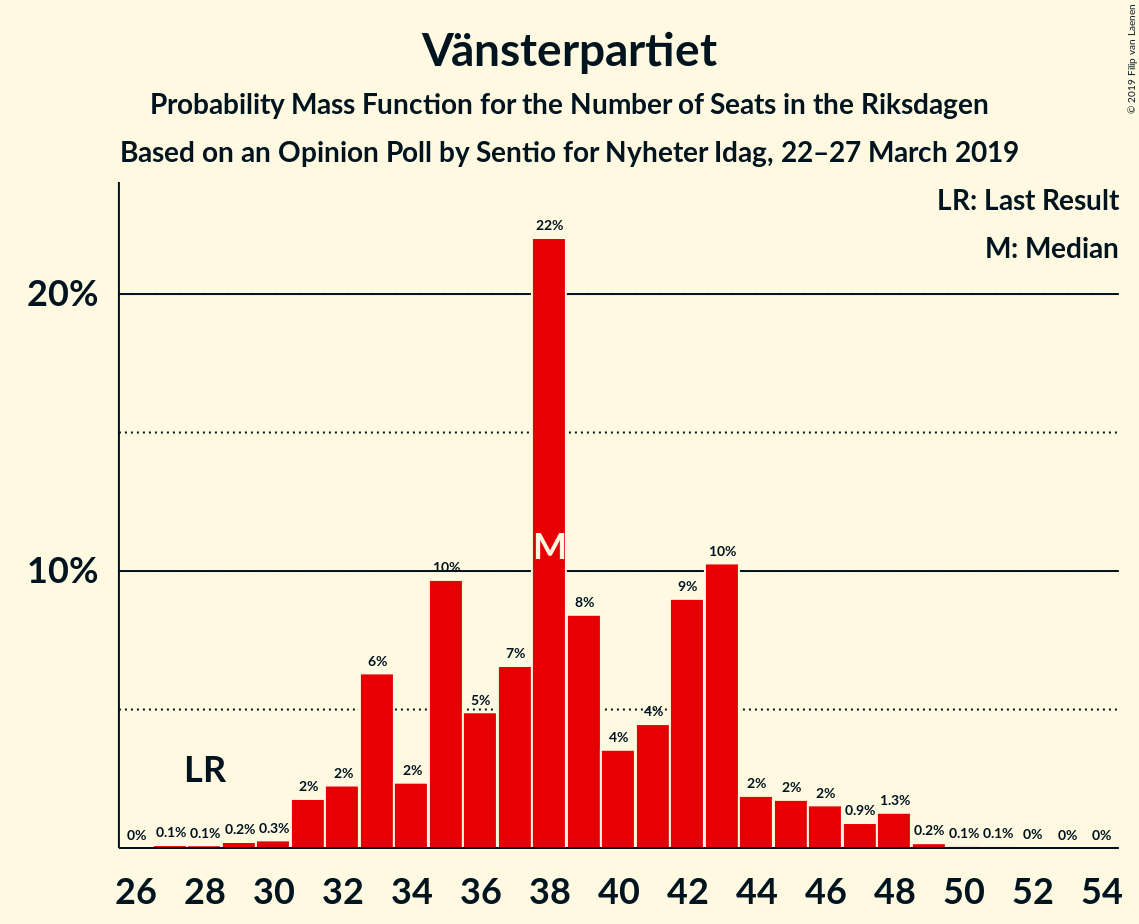 Vänsterpartiet
Probability Mass Function for the Number of Seats in the Riksdagen
Based on an Opinion Poll by Sentio for Nyheter Idag, 22–27 March 2019
© 2019 Filip van Laenen
LR: Last Result
M: Median
20%
10%
0% 0.1% 0.1% 0.2% 0.3% 2% 2% 6% 2% 10% 5% 7% 22% 8% 4% 4% 9% 10% 2% 2% 2% 0.9% 1.3% 0.2% 0.1% 0.1% 0% 0% 0%
LR
M
26 28 30 32 34 36 38 40 42 44 46 48 50 52 54